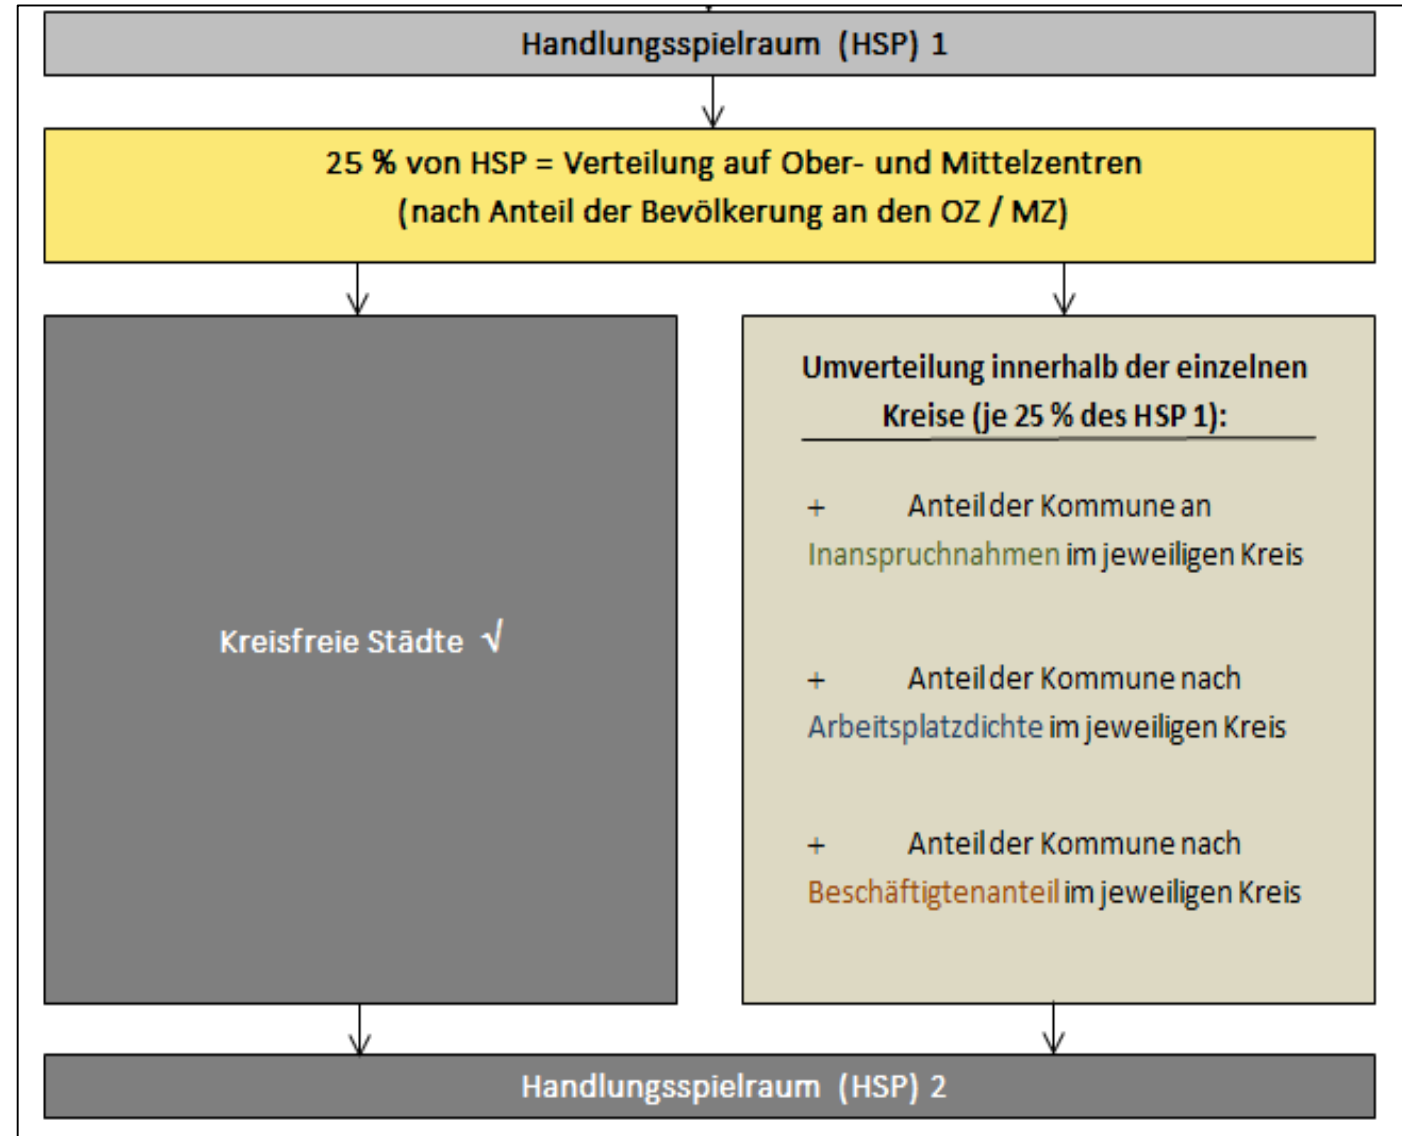 Handlungsspielraum (HSP) 1
25 % von HSP = Verteilung auf Ober- und Mittelzentren
(nach Anteil der Bevölkerung an den OZ / MZ)
Kreisfreie Städte √
Umverteilung innerhalb der einzelnen
Kreise (je 25 % des HSP 1):
+ Anteil der Kommune an
Inanspruchnahmen im jeweiligen Kreis
+ Anteil der Kommune nach
Arbeitsplatzdichte im jeweiligen Kreis
+ Anteil der Kommune nach
Beschäftigtenanteil im jeweiligen Kreis
Handlungsspielraum (HSP) 2